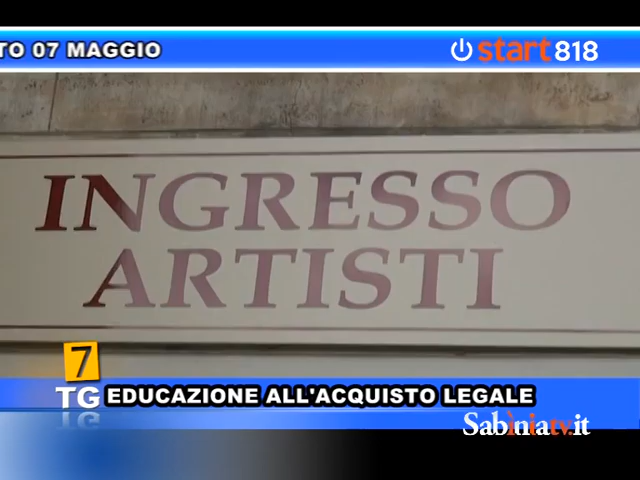 TO 07 MAGGIO
start818
INGRESSO
ARTISTI
7
TG EDUCAZIONE ALL'ACQUISTO LEGALE
Sabiniatv.it